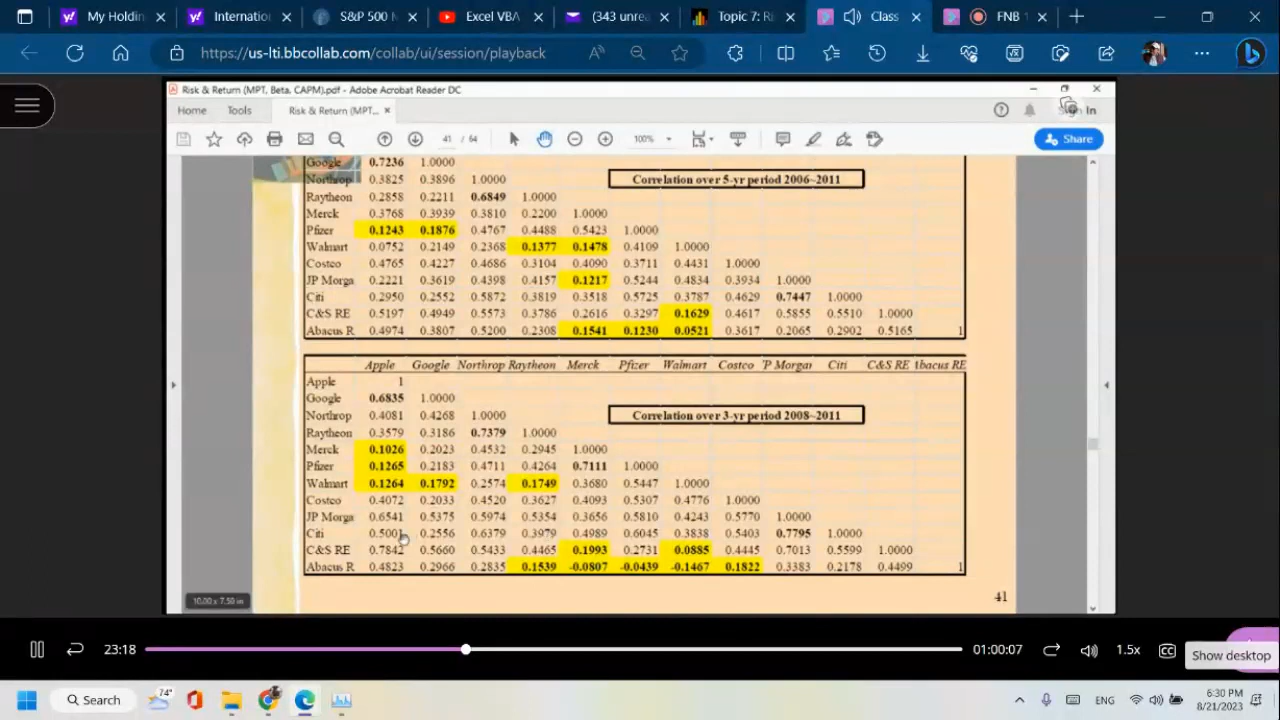 My Holdin
Internation
S&P 500 N
Excel VBA
(343 unrea
Topic 7: Ri
Class
FNB 1
https://us-lti.bbcollab.com/collab/ui/session/playback
Risk & Return (MPT, Beta, CAPM).pdf - Adobe Acrobat Reader DC
Home Tools Risk & Return (MPT... × Sign In
41 / 64 100% Share
Google 0.7236 1.0000
Northrop 0.3825 0.3896 1.0000 Correlation over 5-yr period 2006~2011
Raytheon 0.2858 0.2211 0.6849 1.0000
Merck 0.3768 0.3939 0.3810 0.2200 1.0000
Pfizer 0.1243 0.1876 0.4767 0.4488 0.5423 1.0000
Walmart 0.0752 0.2149 0.2368 0.1377 0.1478 0.4109 1.0000
Costco 0.4765 0.4227 0.4686 0.3104 0.4090 0.3711 0.4431 1.0000
JP Morga 0.2221 0.3619 0.4398 0.4157 0.1217 0.5244 0.4834 0.3934 1.0000
Citi 0.2950 0.2552 0.5872 0.3819 0.3518 0.5725 0.3787 0.4629 0.7447 1.0000
C&S RE 0.5197 0.4949 0.5573 0.3786 0.2616 0.3297 0.1629 0.4617 0.5855 0.5510 1.0000
Abacus R 0.4974 0.3807 0.5200 0.2308 0.1541 0.1230 0.0521 0.3617 0.2065 0.2902 0.5165 1
Apple Google Northrop Raytheon Merck Pfizer Walmart Costco 'P Morgan Citi C&S RE Abacus RE
Apple 1
Google 0.6835 1.0000
Northrop 0.4081 0.4268 1.0000 Correlation over 3-yr period 2008~2011
Raytheon 0.3579 0.3186 0.7379 1.0000
Merck 0.1026 0.2023 0.4532 0.2945 1.0000
Pfizer 0.1265 0.2183 0.4711 0.4264 0.7111 1.0000
Walmart 0.1264 0.1792 0.2574 0.1749 0.3680 0.5447 1.0000
Costco 0.4072 0.2033 0.4520 0.3627 0.4093 0.5307 0.4776 1.0000
JP Morga 0.6541 0.5375 0.5974 0.5354 0.3656 0.5810 0.4243 0.5770 1.0000
Citi 0.5001 0.2556 0.6379 0.3979 0.4989 0.6045 0.3838 0.5403 0.7795 1.0000
C&S RE 0.7842 0.5660 0.5433 0.4465 0.1993 0.2731 0.0885 0.4445 0.7013 0.5599 1.0000
Abacus R 0.4823 0.2966 0.2835 0.1539 -0.0807 -0.0439 -0.1467 0.1822 0.3383 0.2178 0.4499 1
10.00 x 7.50 in
41
23:18
01:00:07
1.5x
CC
Show desktop
74°
Search
ENG
6:30 PM
8/21/2023